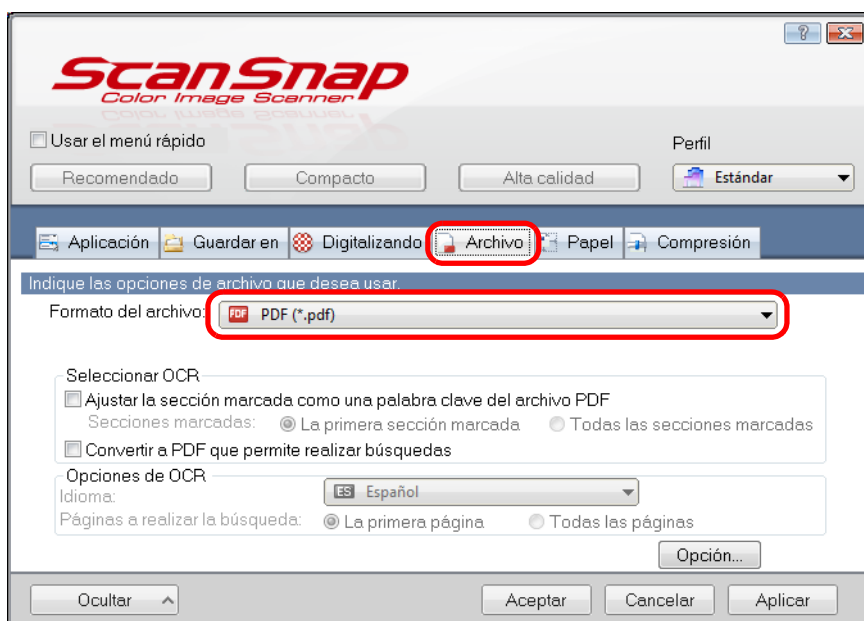 ScanSnap
Color Image Scanner
Usar el menú rápido
Perfil
Recomendado Compacto Alta calidad Estándar
Aplicación Guardar en Digitalizando Archivo Papel Compresión
Indique las opciones de archivo que desea usar.
Formato del archivo: PDF PDF (*.pdf)
Seleccionar OCR
Ajustar la sección marcada como una palabra clave del archivo PDF
Secciones marcadas: La primera sección marcada Todas las secciones marcadas
Convertir a PDF que permite realizar búsquedas
Opciones de OCR
Idioma: ES Español
Páginas a realizar la búsqueda: La primera página Todas las páginas
Opción...
Ocultar Aceptar Cancelar Aplicar